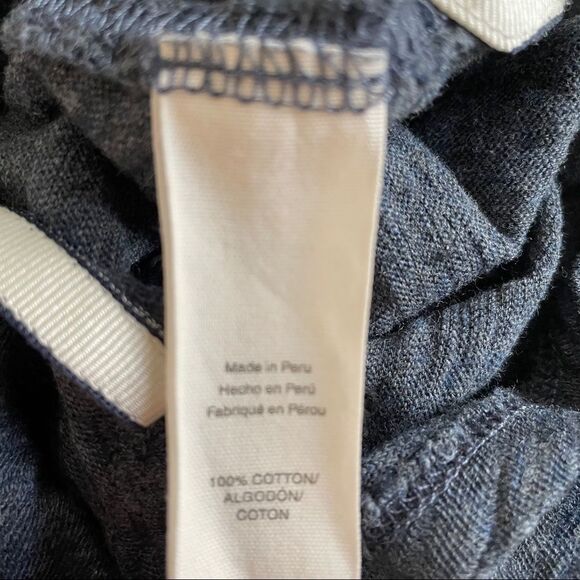 Made in Peru
Hecho en Perú
Fabriqué en Pérou
100% COTTON/
ALGODÓN/
COTON